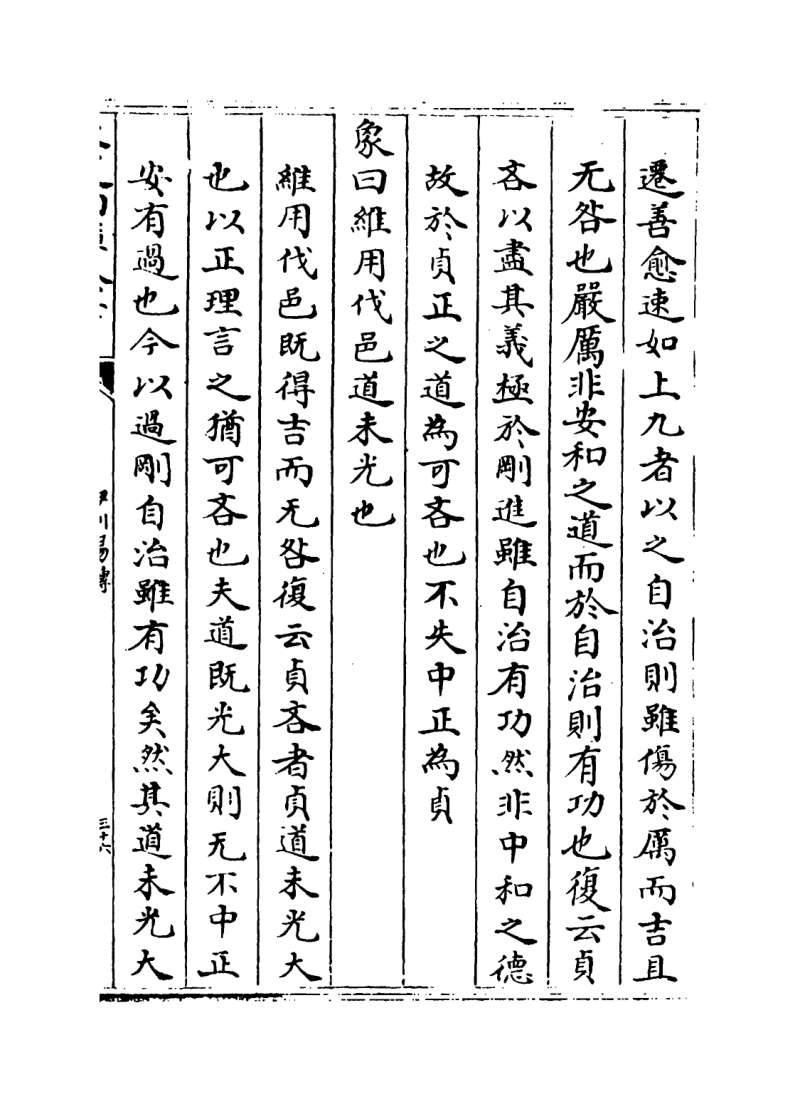 遷善愈速如上九者以之自治則雖傷於厲而吉且
无咎也嚴厲非安和之道而於自治則有功也復云貞
吝以盡其義極於剛進雖自治有功然非中和之德
故於貞正之道為可吝也不失中正為貞
象曰維用伐邑道未光也
維用伐邑既得吉而无咎復云貞吝者貞道未光大
也以正理言之猶可吝也夫道既光大則无不中正
安有過也今以過剛自治雖有功矣然其道未光大
伊川易傳
三十六